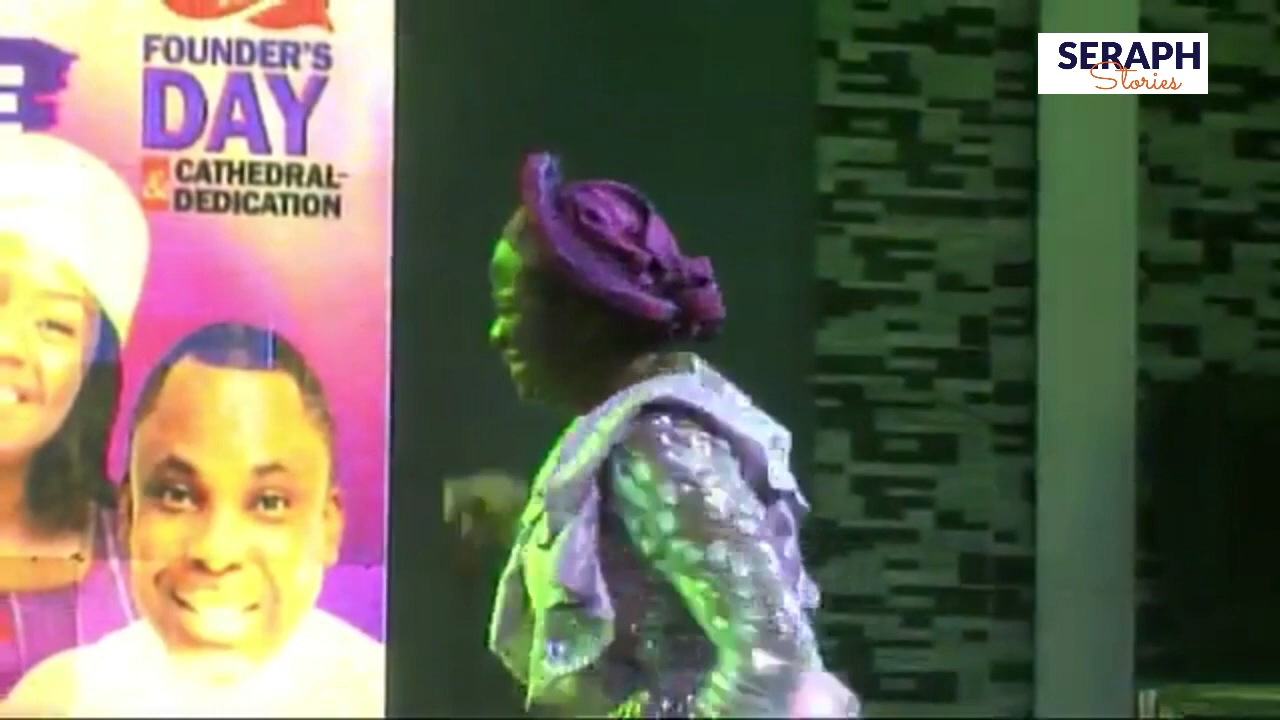 FOUNDER'S
DAY
& CATHEDRAL-
DEDICATION
SERAPH
Stories